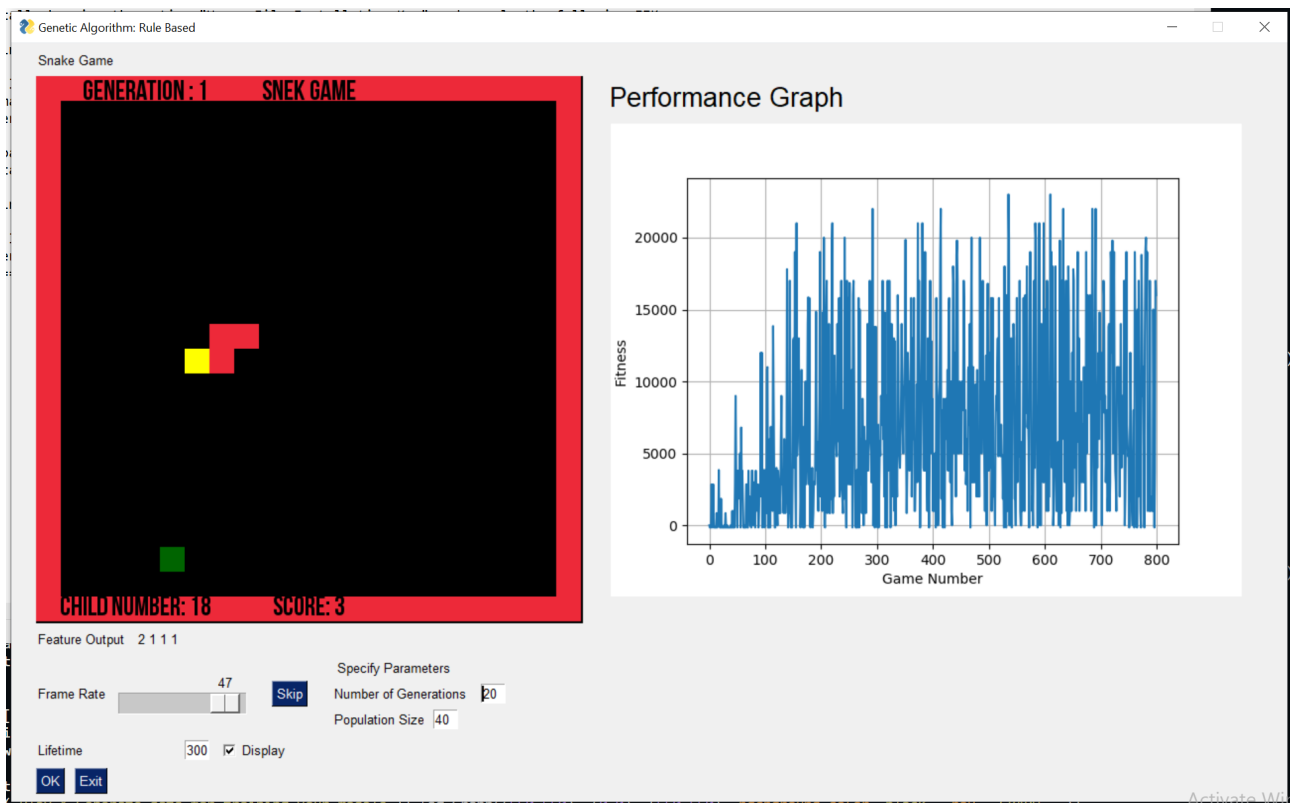 Genetic Algorithm: Rule Based
Snake Game
GENERATION : 1 SNEK GAME
CHILD NUMBER: 18 SCORE: 3
Performance Graph
20000
15000
10000
5000
0
Fitness
0 100 200 300 400 500 600 700 800
Game Number
Feature Output 2 1 1 1
47
Frame Rate
Skip
Specify Parameters
Number of Generations 20
Population Size 40
Lifetime 300 Display
OK Exit
Activate Wi